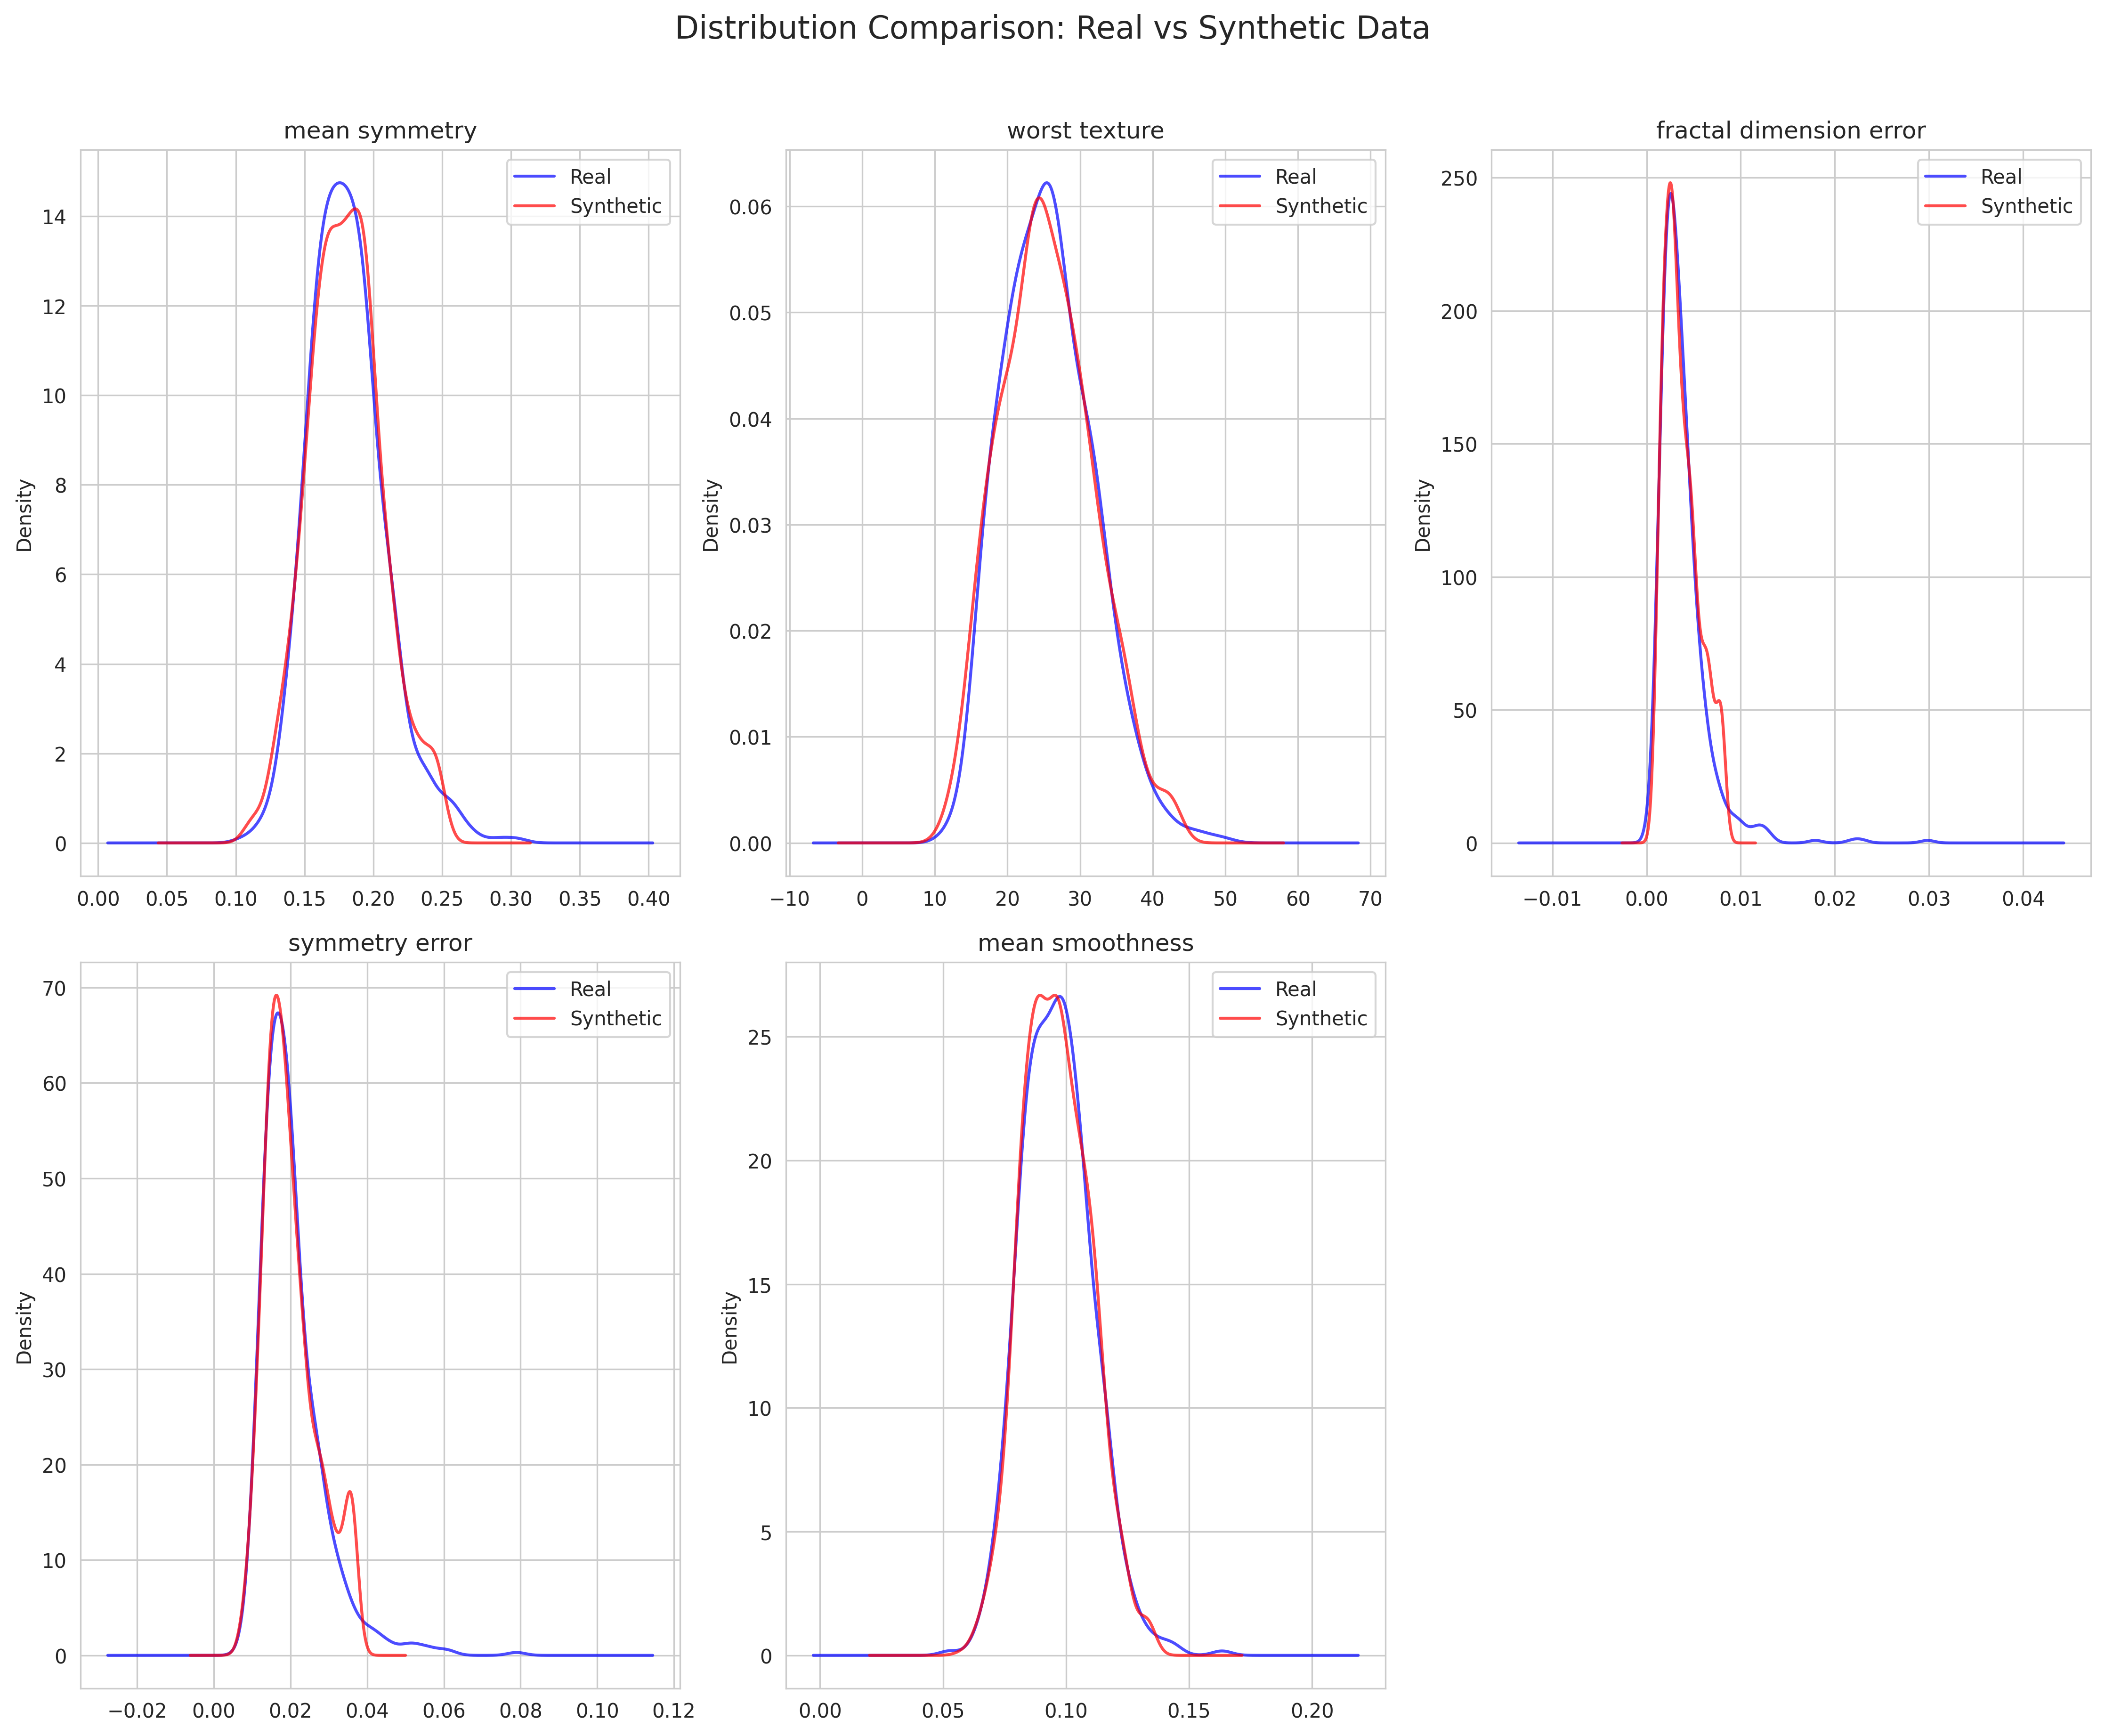 Distribution Comparison: Real vs Synthetic Data
mean symmetry
Real
Synthetic
Density
14
12
10
8
6
4
2
0
0.00 0.05 0.10 0.15 0.20 0.25 0.30 0.35 0.40
worst texture
Real
Synthetic
Density
0.06
0.05
0.04
0.03
0.02
0.01
0.00
−10 0 10 20 30 40 50 60 70
fractal dimension error
Real
Synthetic
Density
250
200
150
100
50
0
−0.01 0.00 0.01 0.02 0.03 0.04
symmetry error
Real
Synthetic
Density
70
60
50
40
30
20
10
0
−0.02 0.00 0.02 0.04 0.06 0.08 0.10 0.12
mean smoothness
Real
Synthetic
Density
25
20
15
10
5
0
0.00 0.05 0.10 0.15 0.20